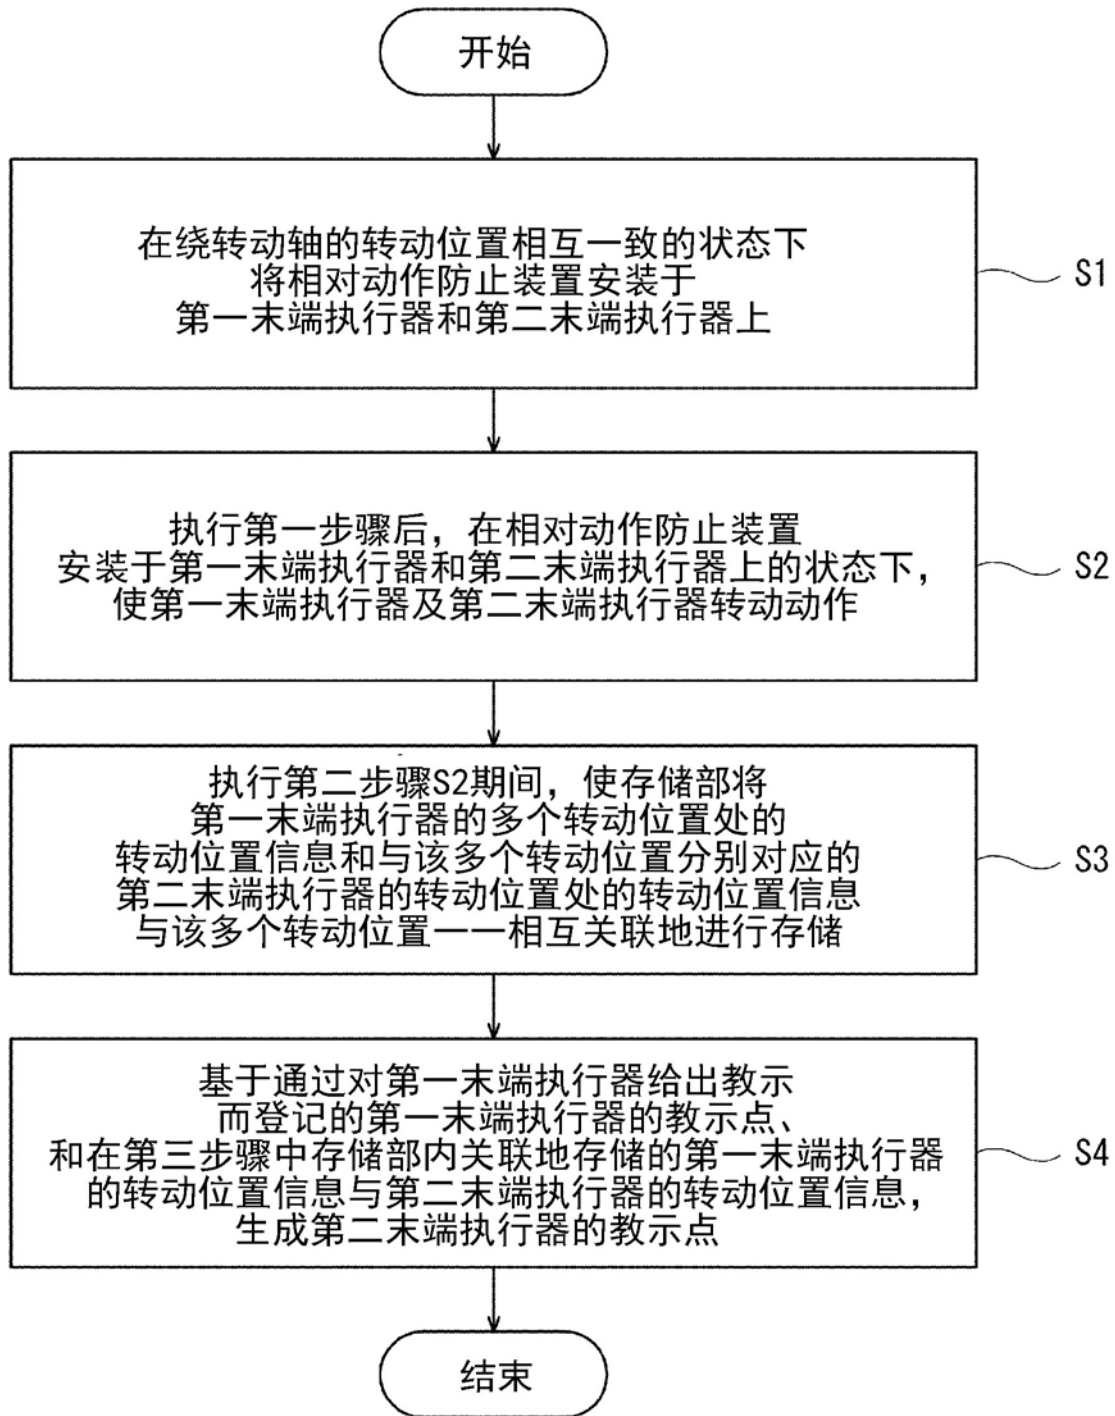 开始
在绕转动轴的转动位置相互一致的状态下
将相对动作防止装置安装于
第一末端执行器和第二末端执行器上
S1
执行第一步骤后，在相对动作防止装置
安装于第一末端执行器和第二末端执行器上的状态下，
使第一末端执行器及第二末端执行器转动动作
S2
执行第二步骤S2期间，使存储部将
第一末端执行器的多个转动位置处的
转动位置信息和与该多个转动位置分别对应的
第二末端执行器的转动位置处的转动位置信息
与该多个转动位置一一相互关联地进行存储
S3
基于通过对第一末端执行器给出教示
而登记的第一末端执行器的教示点、
和在第三步骤中存储部内关联地存储的第一末端执行器
的转动位置信息与第二末端执行器的转动位置信息，
生成第二末端执行器的教示点
S4
结束